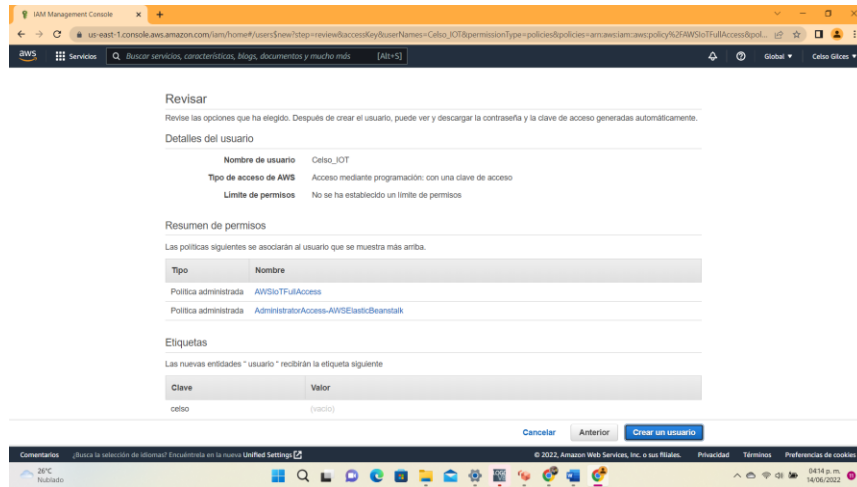 IAM Management Console
us-east-1.console.aws.amazon.com/iam/home#/users$new?step=review&accessKey&userNames=Celso_IOT&permissionType=policies&policies=arn:aws:iam::aws:policy%2FAWSIoTFullAccess&pol...
aws Servicios Buscar servicios, características, blogs, documentos y mucho más [Alt+S] Global Celso Gilces
Revisar
Revise las opciones que ha elegido. Después de crear el usuario, puede ver y descargar la contraseña y la clave de acceso generadas automáticamente.
Detalles del usuario
Nombre de usuario Celso_IOT
Tipo de acceso de AWS Acceso mediante programación: con una clave de acceso
Límite de permisos No se ha establecido un límite de permisos
Resumen de permisos
Las políticas siguientes se asociarán al usuario que se muestra más arriba.
Tipo Nombre
Política administrada AWSIoTFullAccess
Política administrada AdministratorAccess-AWSElasticBeanstalk
Etiquetas
Las nuevas entidades " usuario " recibirán la etiqueta siguiente
Clave Valor
celso (vacío)
Cancelar Anterior Crear un usuario
Comentarios ¿Busca la selección de idiomas? Encuéntrela en la nueva Unified Settings © 2022, Amazon Web Services, Inc. o sus filiales. Privacidad Términos Preferencias de cookies
26°C
Nublado
04:14 p. m.
14/06/2022